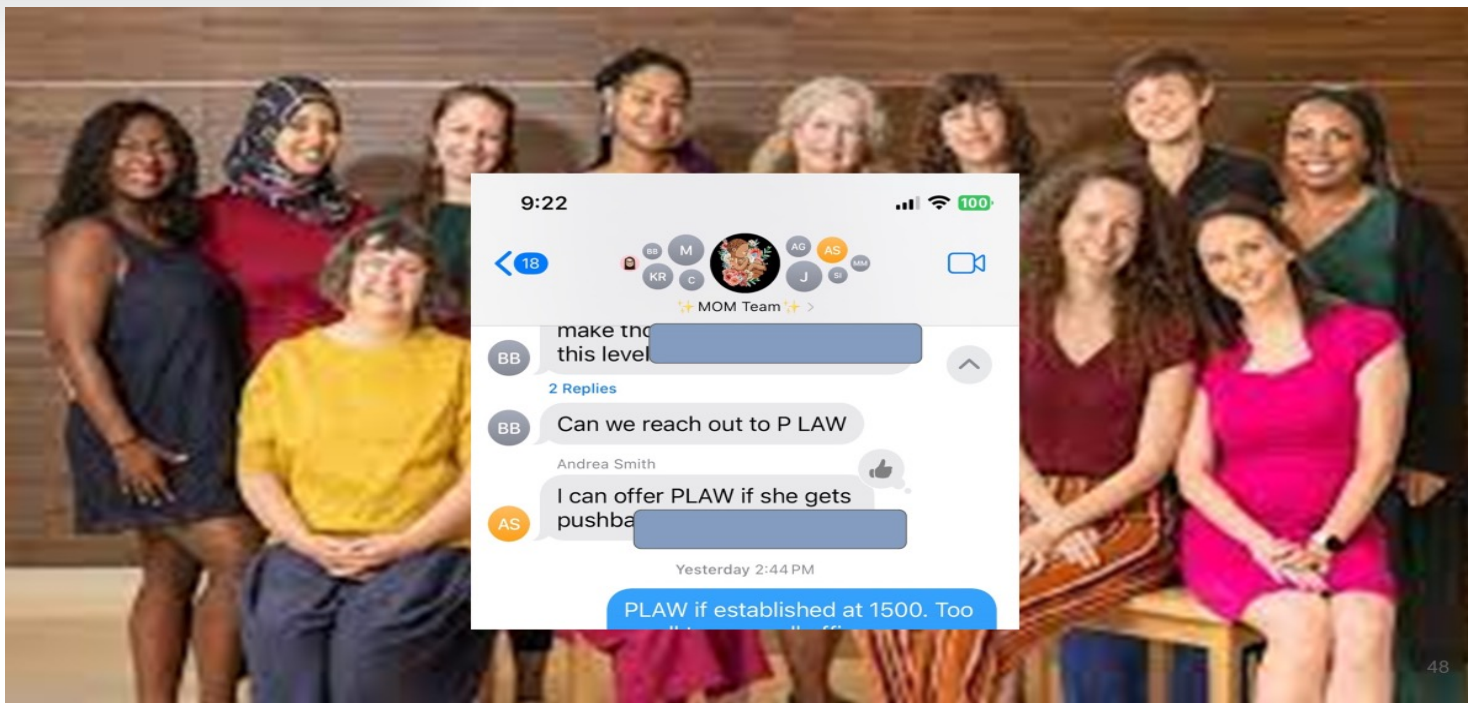 9:22
100
18
BB
M
KR
C
AG
AS
J
SI
MM
✨ MOM Team ✨ >
make
this level
BB
2 Replies
BB
Can we reach out to P LAW
Andrea Smith
I can offer PLAW if she gets
AS
Yesterday 2:44 PM
PLAW if established at 1500. Too
48